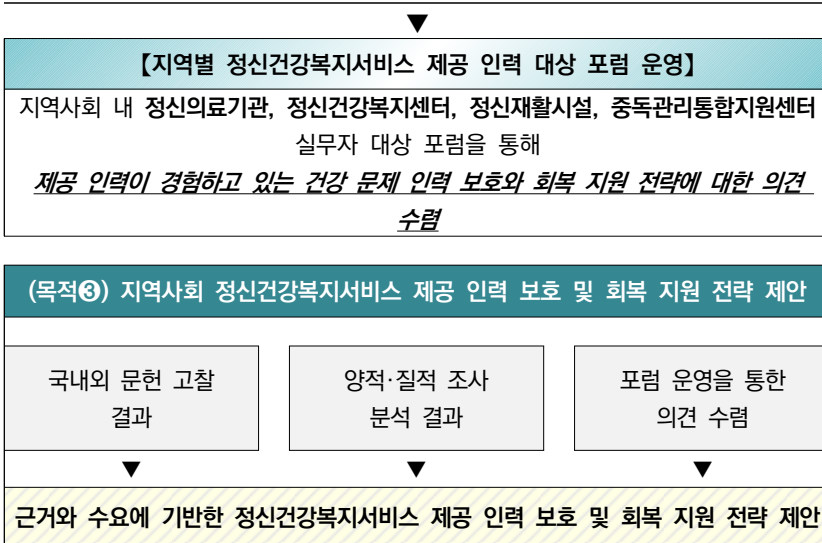 ▼
【지역별 정신건강복지서비스 제공 인력 대상 포럼 운영】
지역사회 내 정신의료기관, 정신건강복지센터, 정신재활시설, 중독관리통합지원센터
실무자 대상 포럼을 통해
제공 인력이 경험하고 있는 건강 문제 인력 보호와 회복 지원 전략에 대한 의견
수렴
(목적❸) 지역사회 정신건강복지서비스 제공 인력 보호 및 회복 지원 전략 제안
국내외 문헌 고찰
결과
양적·질적 조사
분석 결과
포럼 운영을 통한
의견 수렴
▼ ▼ ▼
근거와 수요에 기반한 정신건강복지서비스 제공 인력 보호 및 회복 지원 전략 제안